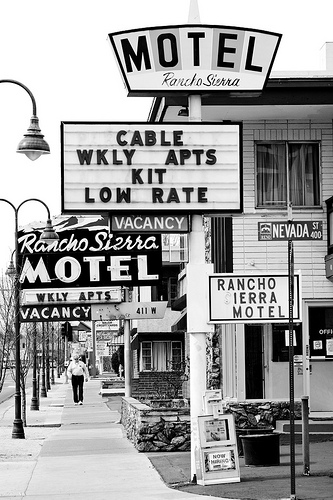 MOTEL
Rancho Sierra
CABLE
WKLY APTS
KIT
LOW RATE
VACANCY
NEVADA ST
400
Rancho Sierra
MOTEL
WKLY APTS
VACANCY
411 W
RANCHO
IERRA
MOTEL
OFFI
NOW